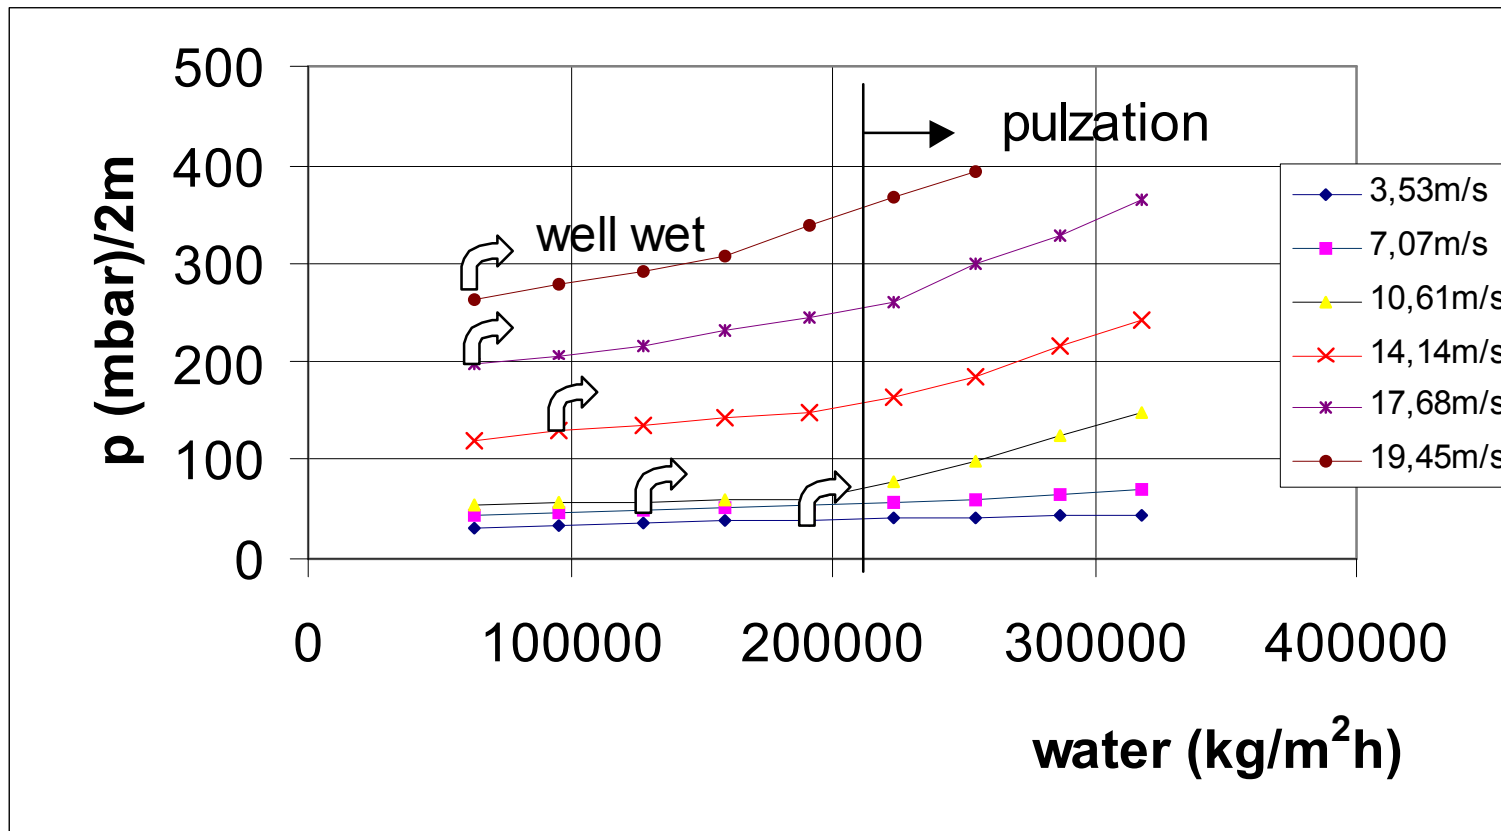 500
400
300
200
100
0
p (mbar)/2m
pulzation
well wet
3,53m/s
7,07m/s
10,61m/s
14,14m/s
17,68m/s
19,45m/s
0 100000 200000 300000 400000
water (kg/m²h)